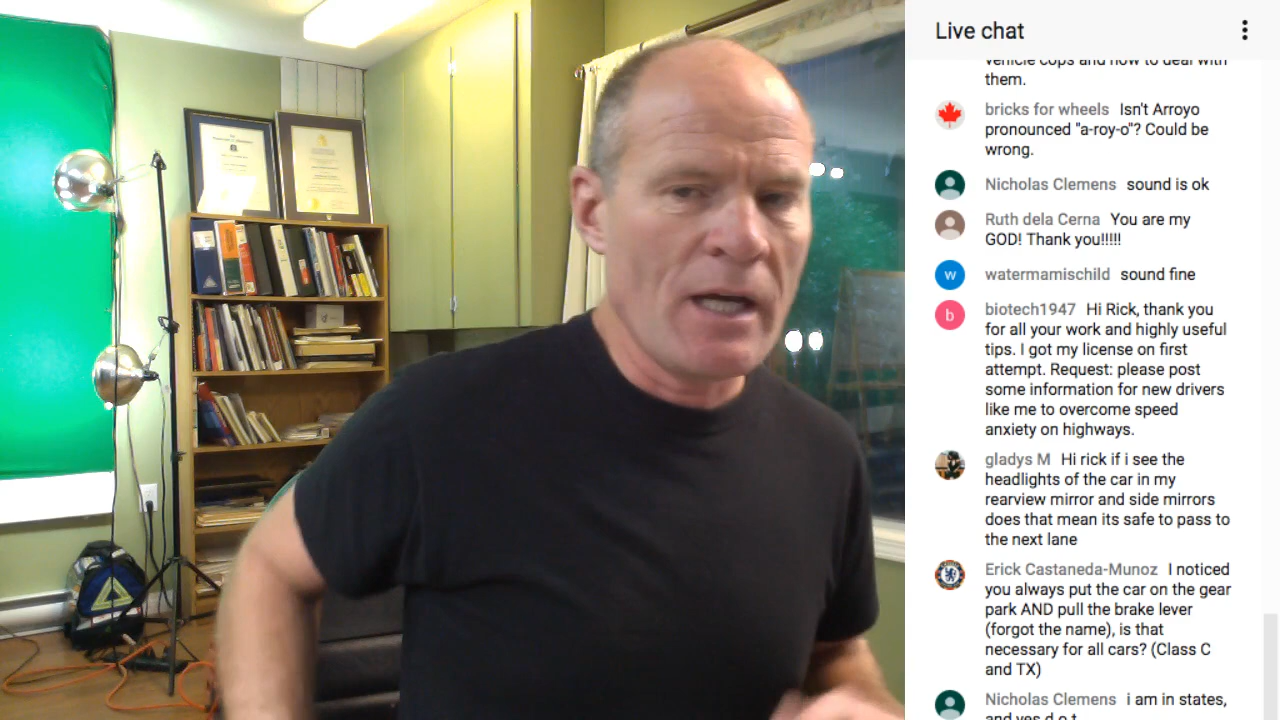 Live chat
vehicle cops and how to deal with
them.
bricks for wheels Isn't Arroyo
pronounced "a-roy-o"? Could be
wrong.
Nicholas Clemens sound is ok
Ruth dela Cerna You are my
GOD! Thank you!!!!!
w
watermamischild sound fine
b
biotech1947 Hi Rick, thank you
for all your work and highly useful
tips. I got my license on first
attempt. Request: please post
some information for new drivers
like me to overcome speed
anxiety on highways.
gladys M Hi rick if i see the
headlights of the car in my
rearview mirror and side mirrors
does that mean its safe to pass to
the next lane
Erick Castaneda-Munoz I noticed
you always put the car on the gear
park AND pull the brake lever
(forgot the name), is that
necessary for all cars? (Class C
and TX)
Nicholas Clemens i am in states,
and yes d.o.t